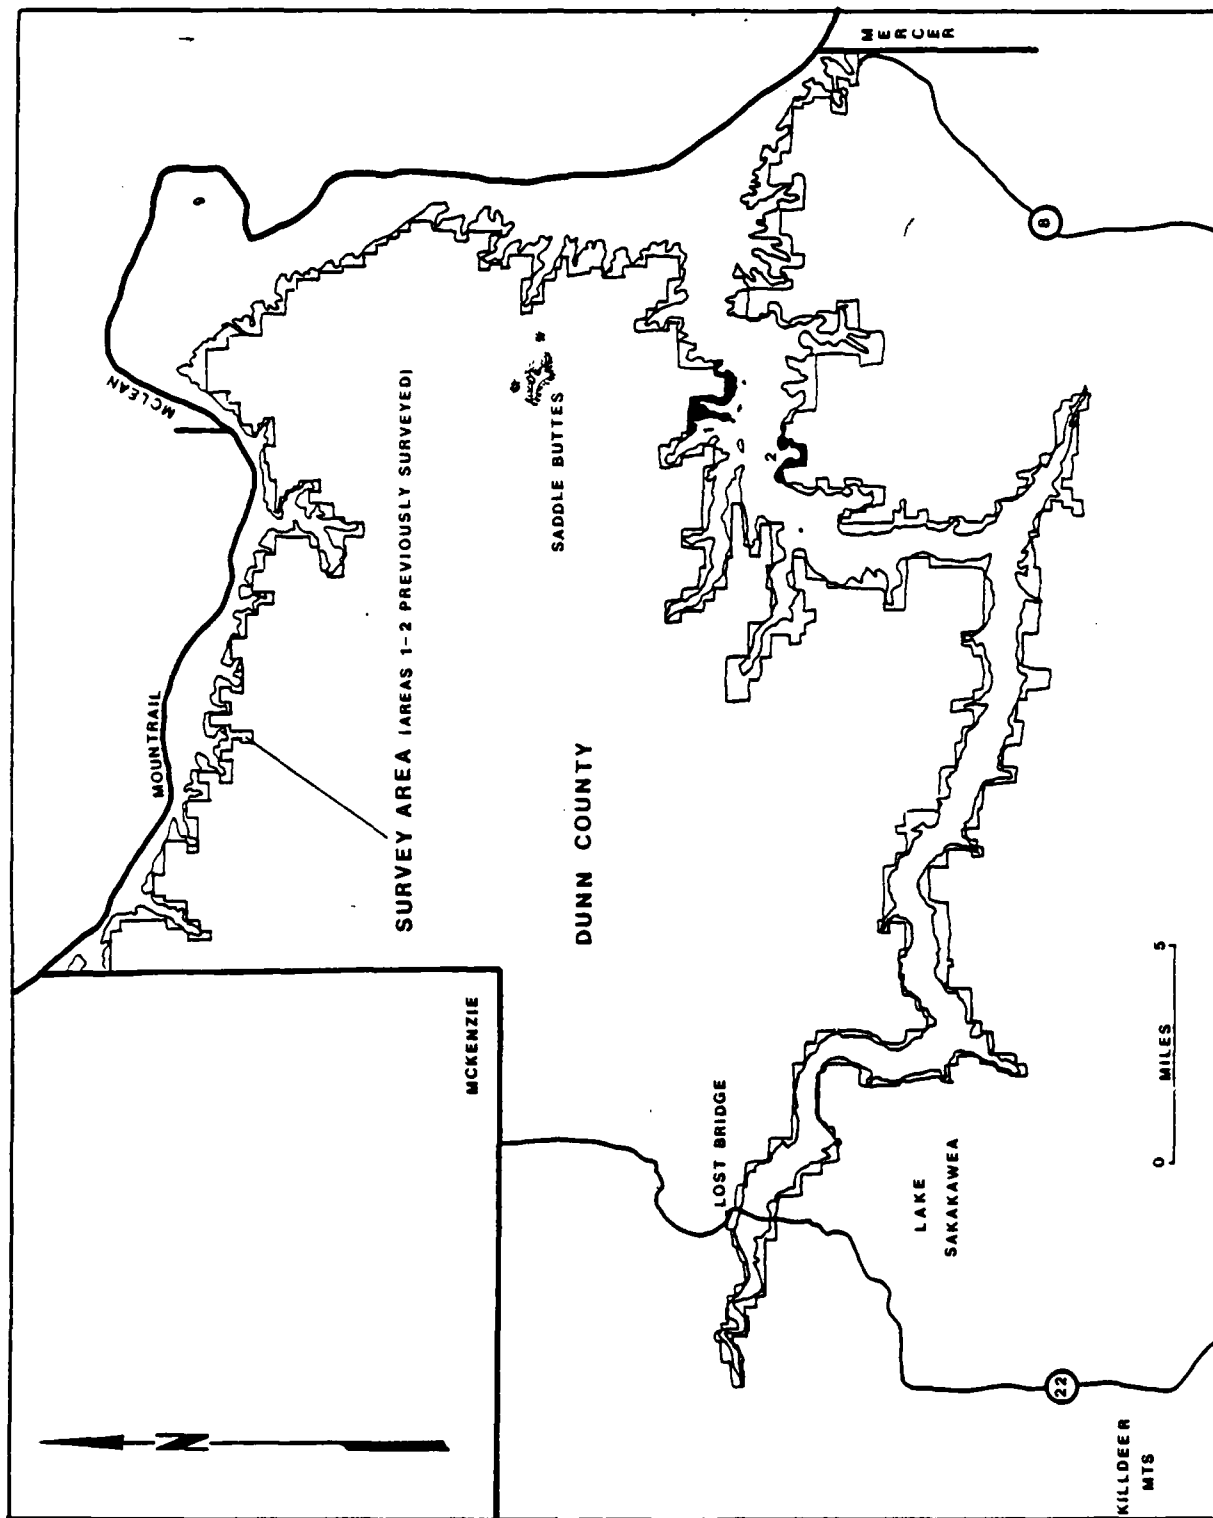 MCLEAN
MOUNTRAIL
N
SURVEY AREA (AREAS 1-2 PREVIOUSLY SURVEYED)
MCKENZIE
SADDLE BUTTES
DUNN COUNTY
1
LOST BRIDGE
2
MERCER
LAKE
SAKAKAWEA
8
22
0 MILES 5
KILLDEER
MTS